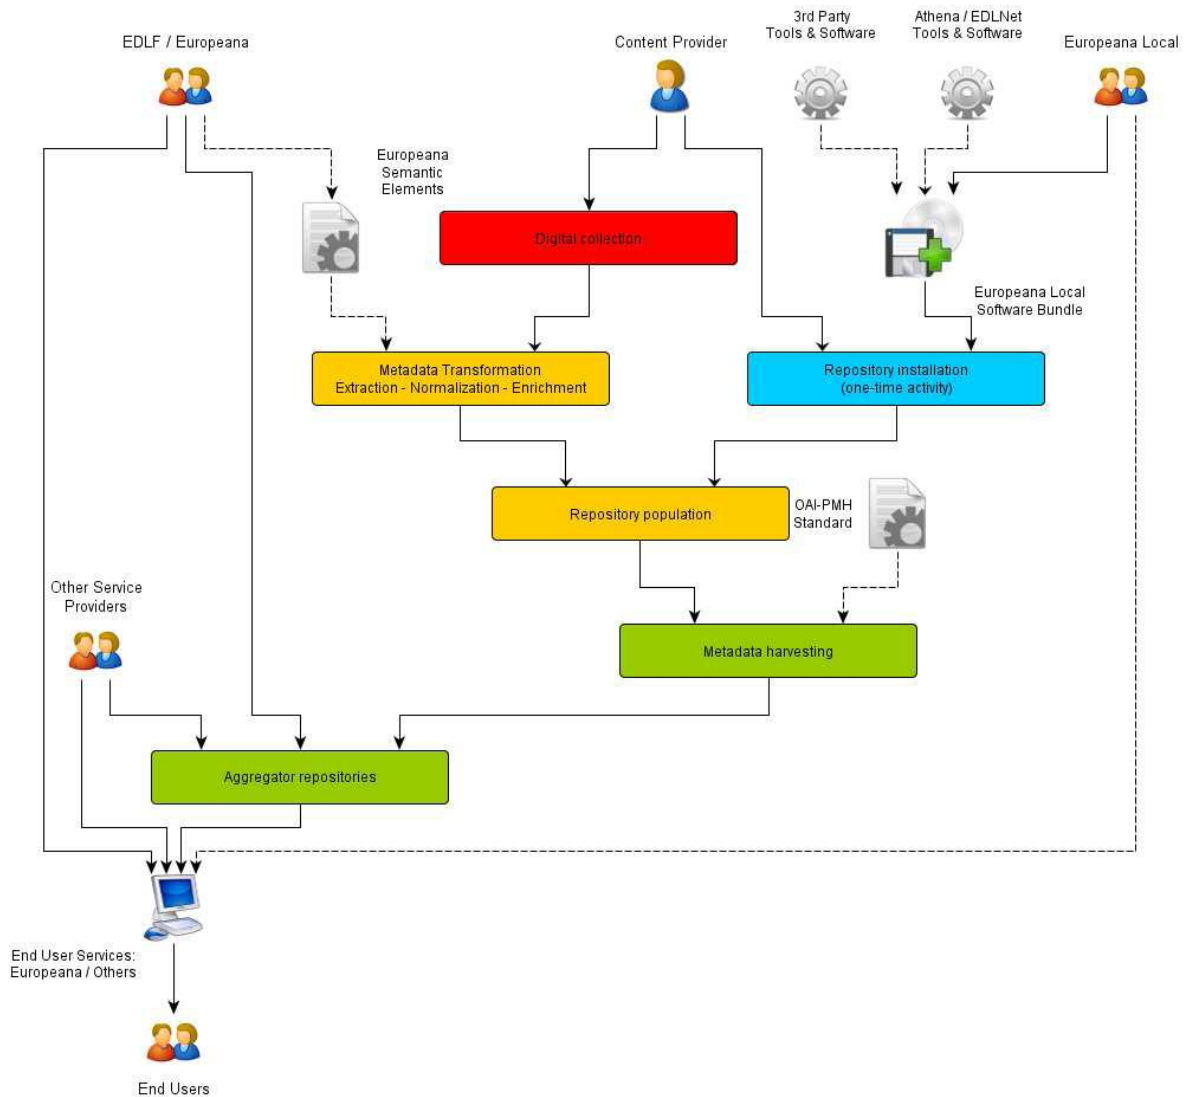 3rd Party
Tools & Software
Athena / EDLNet
Tools & Software
EDLF / Europeana
Content Provider
Europeana Local
Europeana
Semantic
Elements
Digital collection
Europeana Local
Software Bundle
Metadata Transformation
Extraction - Normalization - Enrichment
Repository installation
(one-time activity)
Repository population
OAI-PMH
Standard
Other Service
Providers
Metadata harvesting
Aggregator repositories
End User Services:
Europeana / Others
End Users